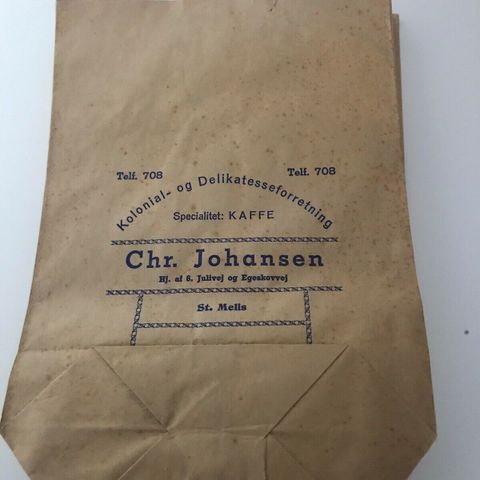 Telf. 708 Telf. 708
Kolonial- og Delikatesseforretning
Specialitet: KAFFE
Chr. Johansen
Hj. af 6. Julivej og Egeskovvej
St. Mells